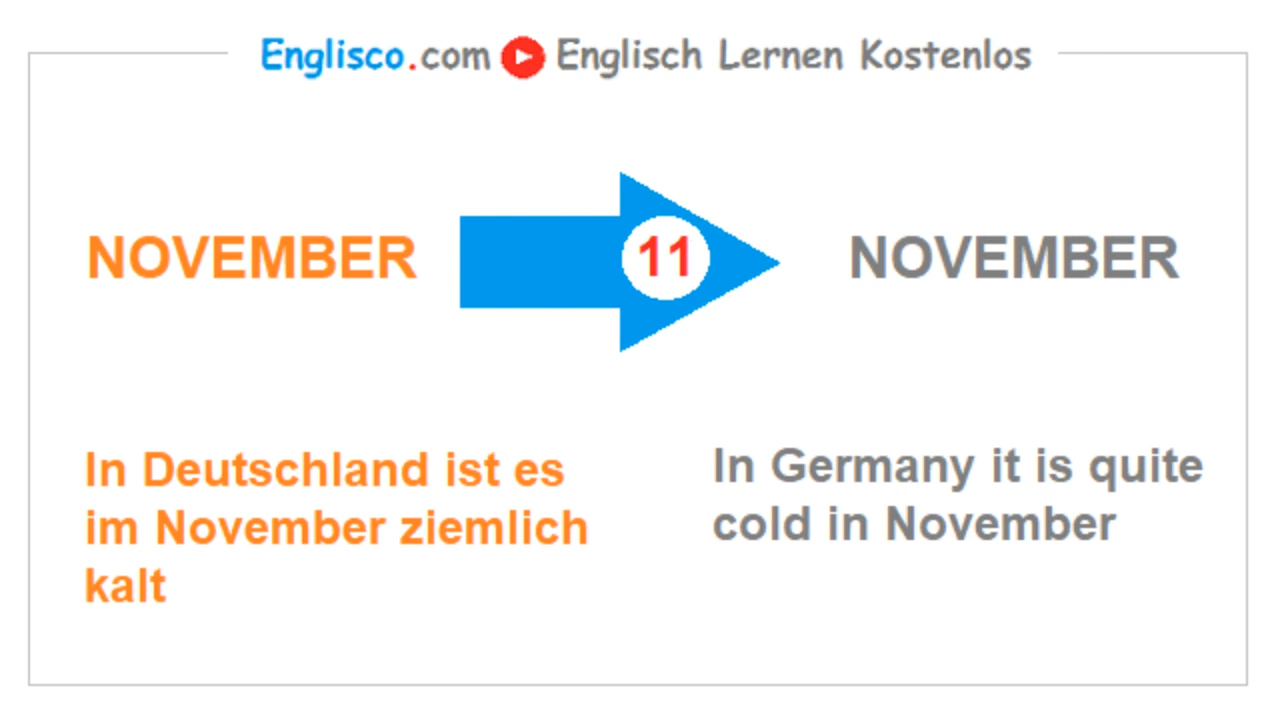 Englisco.com Englisch Lernen Kostenlos
NOVEMBER 11 NOVEMBER
In Deutschland ist es
im November ziemlich
kalt
In Germany it is quite
cold in November